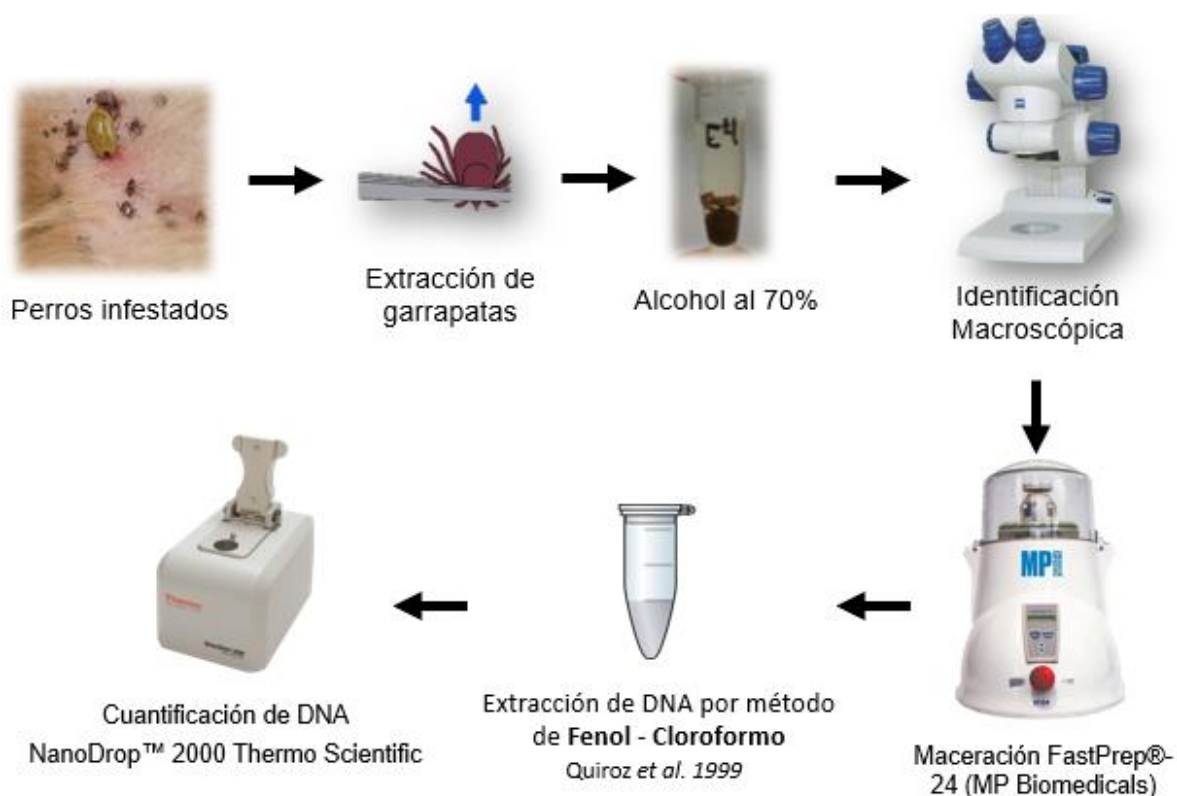 E4
Perros infestados
Extracción de
garrapatas
Alcohol al 70%
Identificación
Macroscópica
MP
Thermo
Cuantificación de DNA
NanoDrop™ 2000 Thermo Scientific
Extracción de DNA por método
de Fenol - Cloroformo
Quiroz et al. 1999
Maceración FastPrep®-
24 (MP Biomedicals)